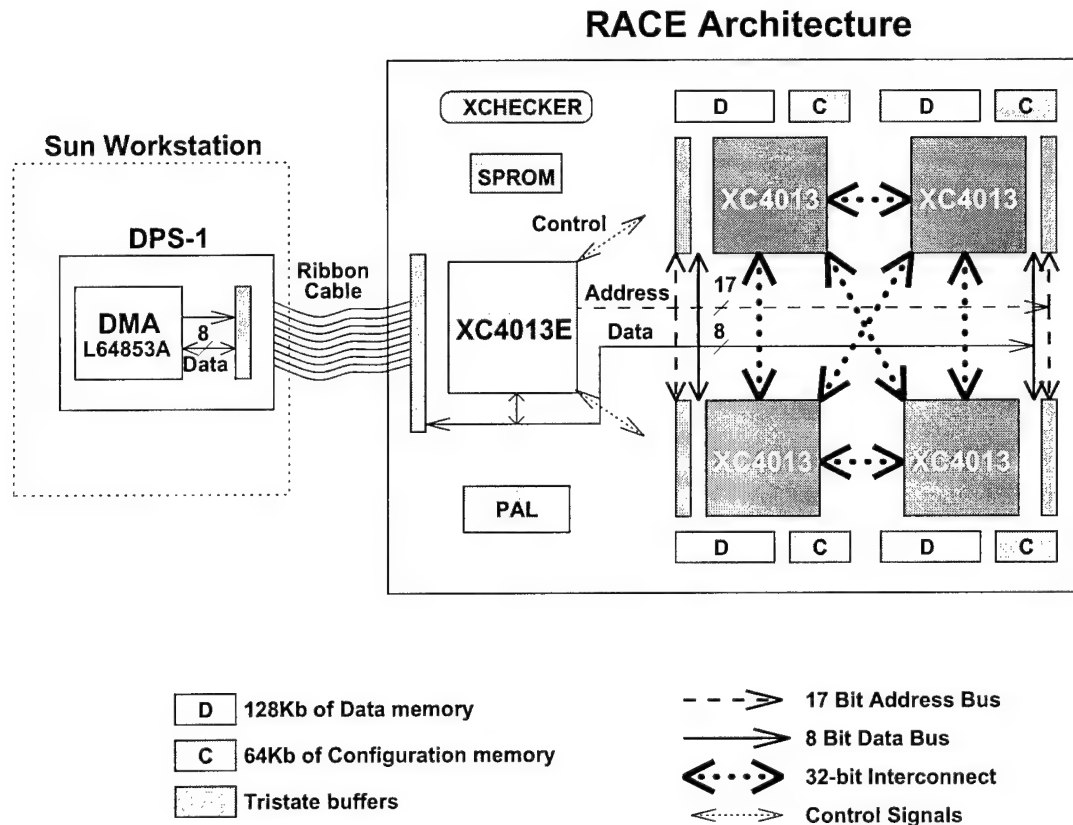 RACE Architecture
XCHECKER
D
C
D
C
Sun Workstation
SPROM
XC4013
XC4013
Control
DPS-1
Ribbon
Cable
Address
17
DMA
L64853A
8
Data
XC4013E
Data
8
XC4013
XC4013
PAL
D
C
D
C
D 128Kb of Data memory
C 64Kb of Configuration memory
Tristate buffers
17 Bit Address Bus
8 Bit Data Bus
32-bit Interconnect
Control Signals